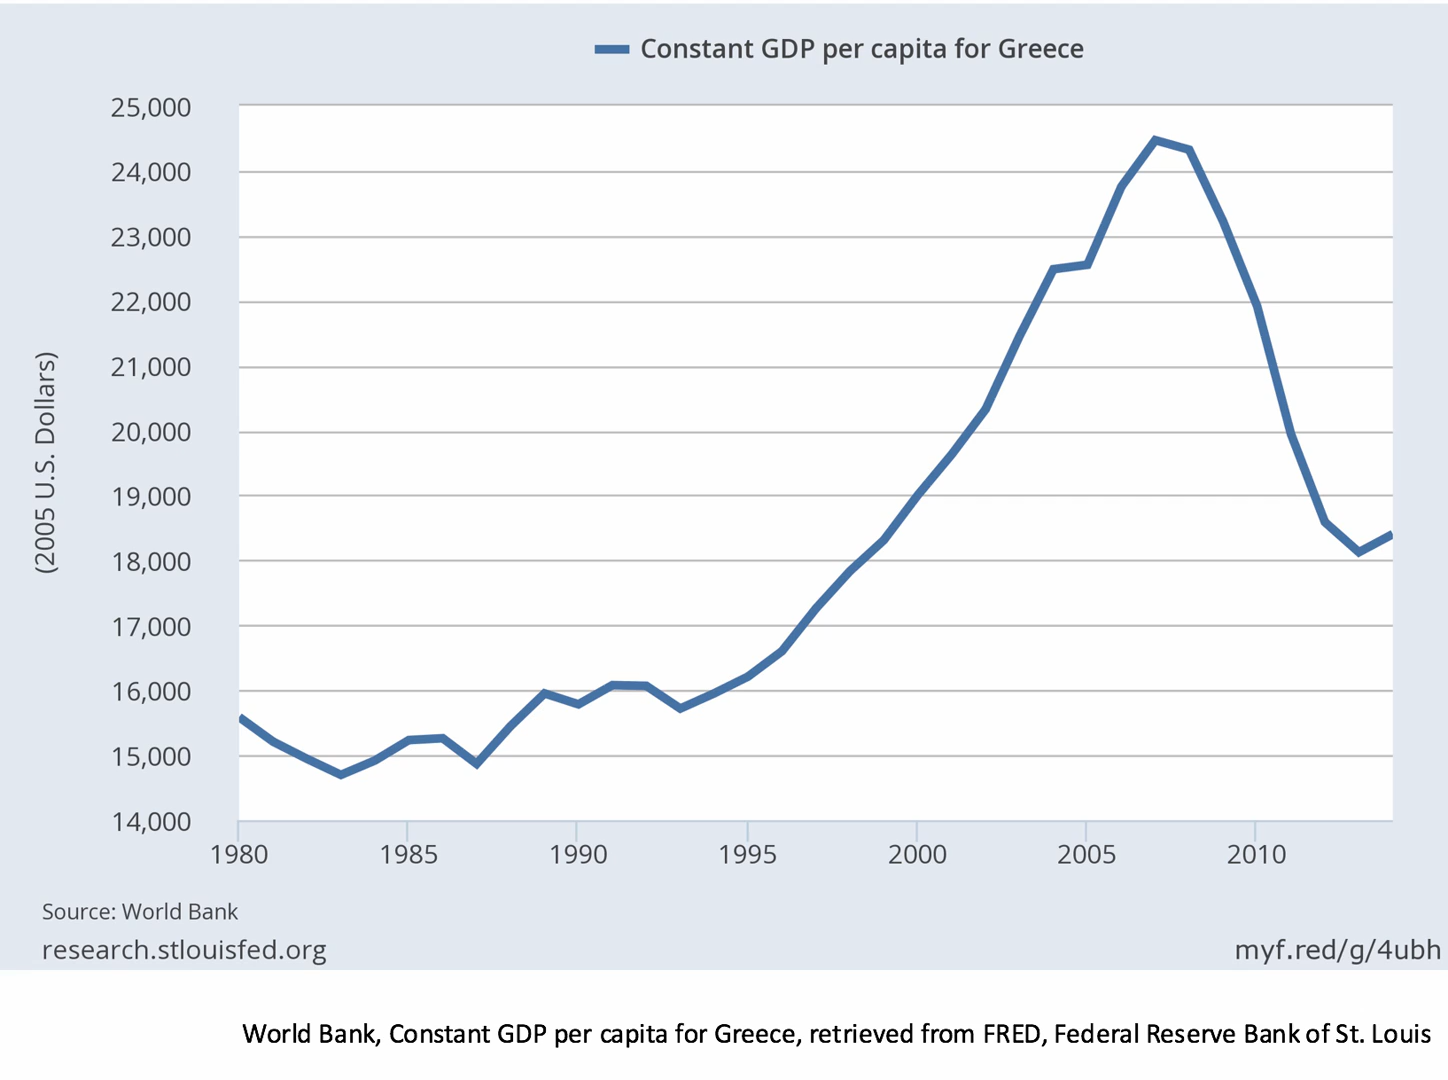 Constant GDP per capita for Greece
25,000
24,000
23,000
22,000
21,000
20,000
19,000
18,000
17,000
16,000
15,000
14,000
(2005 U.S. Dollars)
1980 1985 1990 1995 2000 2005 2010
Source: World Bank
research.stlouisfed.org myf.red/g/4ubh
World Bank, Constant GDP per capita for Greece, retrieved from FRED, Federal Reserve Bank of St. Louis